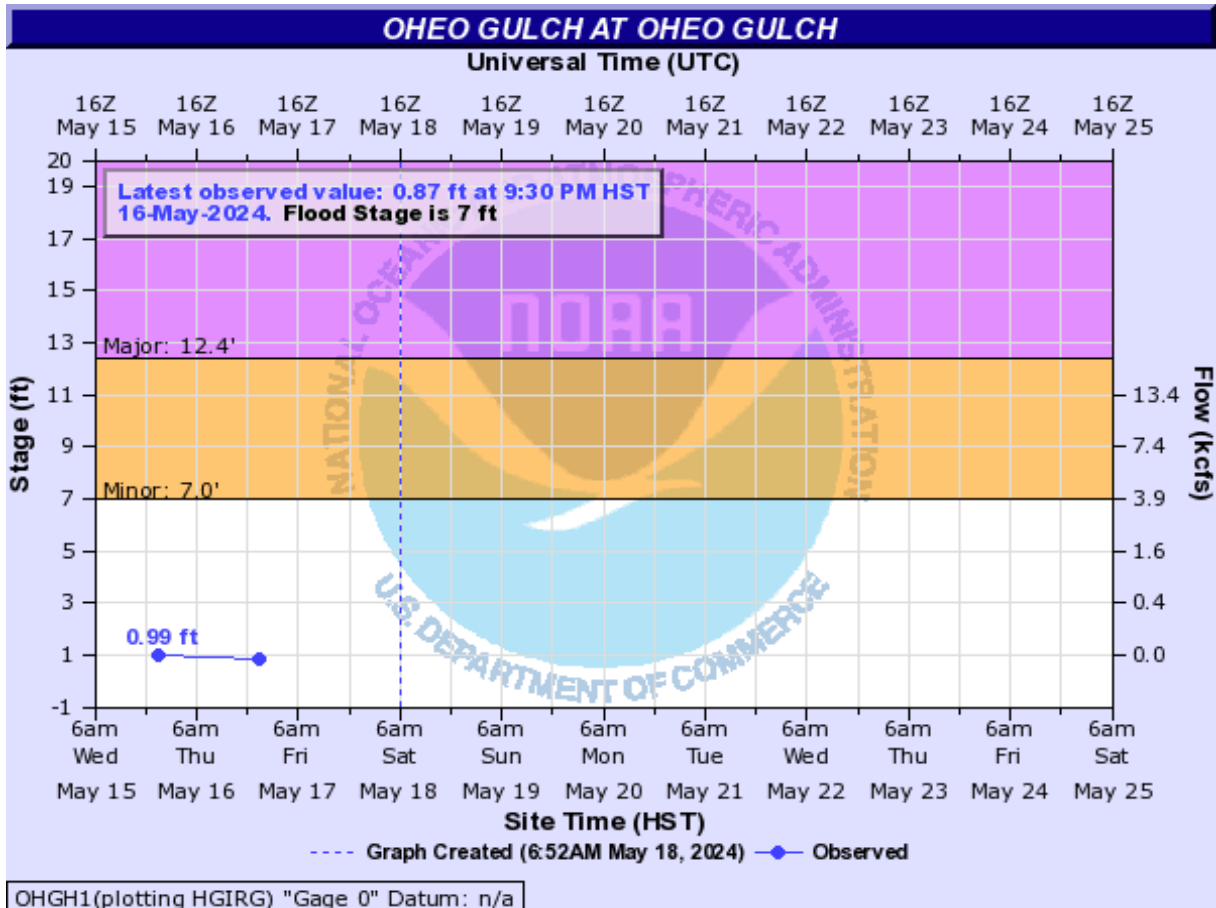 OHEO GULCH AT OHEO GULCH
Universal Time (UTC)
16Z 16Z 16Z 16Z 16Z 16Z 16Z 16Z 16Z 16Z 16Z
May 15 May 16 May 17 May 18 May 19 May 20 May 21 May 22 May 23 May 24 May 25
Latest observed value: 0.87 ft at 9:30 PM HST
16-May-2024. Flood Stage is 7 ft
NATIONAL OCEANIC AND ATMOSPHERIC ADMINISTRATION
NOAA
U.S. DEPARTMENT OF COMMERCE
Stage (ft)
20
19
17
15
13
11
9
7
5
3
1
-1
Major: 12.4'
Minor: 7.0'
0.99 ft
Flow (kcfs)
13.4
7.4
3.9
1.6
0.4
0.0
6am 6am 6am 6am 6am 6am 6am 6am 6am 6am 6am
Wed Thu Fri Sat Sun Mon Tue Wed Thu Fri Sat
May 15 May 16 May 17 May 18 May 19 May 20 May 21 May 22 May 23 May 24 May 25
Site Time (HST)
Graph Created (6:52AM May 18, 2024) Observed
OHGH1(plotting HGIRG) "Gage 0" Datum: n/a